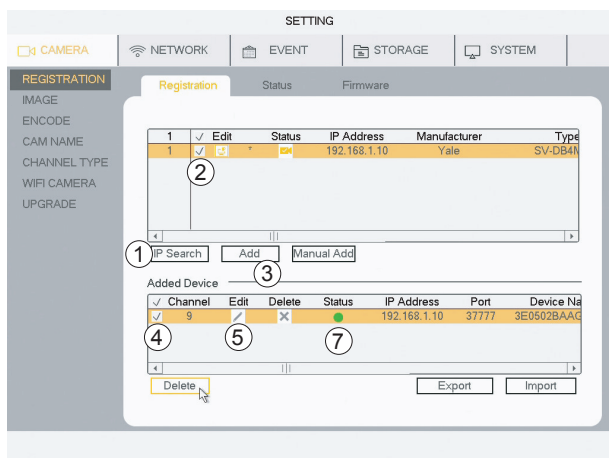 SETTING
CAMERA NETWORK EVENT STORAGE SYSTEM
REGISTRATION
IMAGE
ENCODE
CAM NAME
CHANNEL TYPE
WIFI CAMERA
UPGRADE
Registration Status Firmware
1 Edit Status IP Address Manufacturer Type
1 192.168.1.10 Yale SV-DB4M
2
1 IP Search Add Manual Add
3
Added Device
Channel Edit Delete Status IP Address Port Device Na
9 192.168.1.10 37777 3E0502BAAG
4 5 7
Delete Export Import